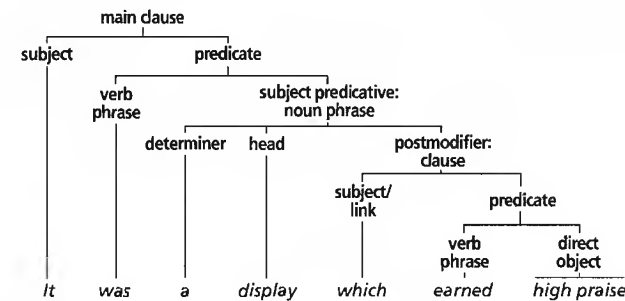 main clause
subject predicate
verb subject predicative:
phrase noun phrase
determiner head postmodifier:
clause
subject/ predicate
link
verb direct
phrase object
It was a display which earned high praise